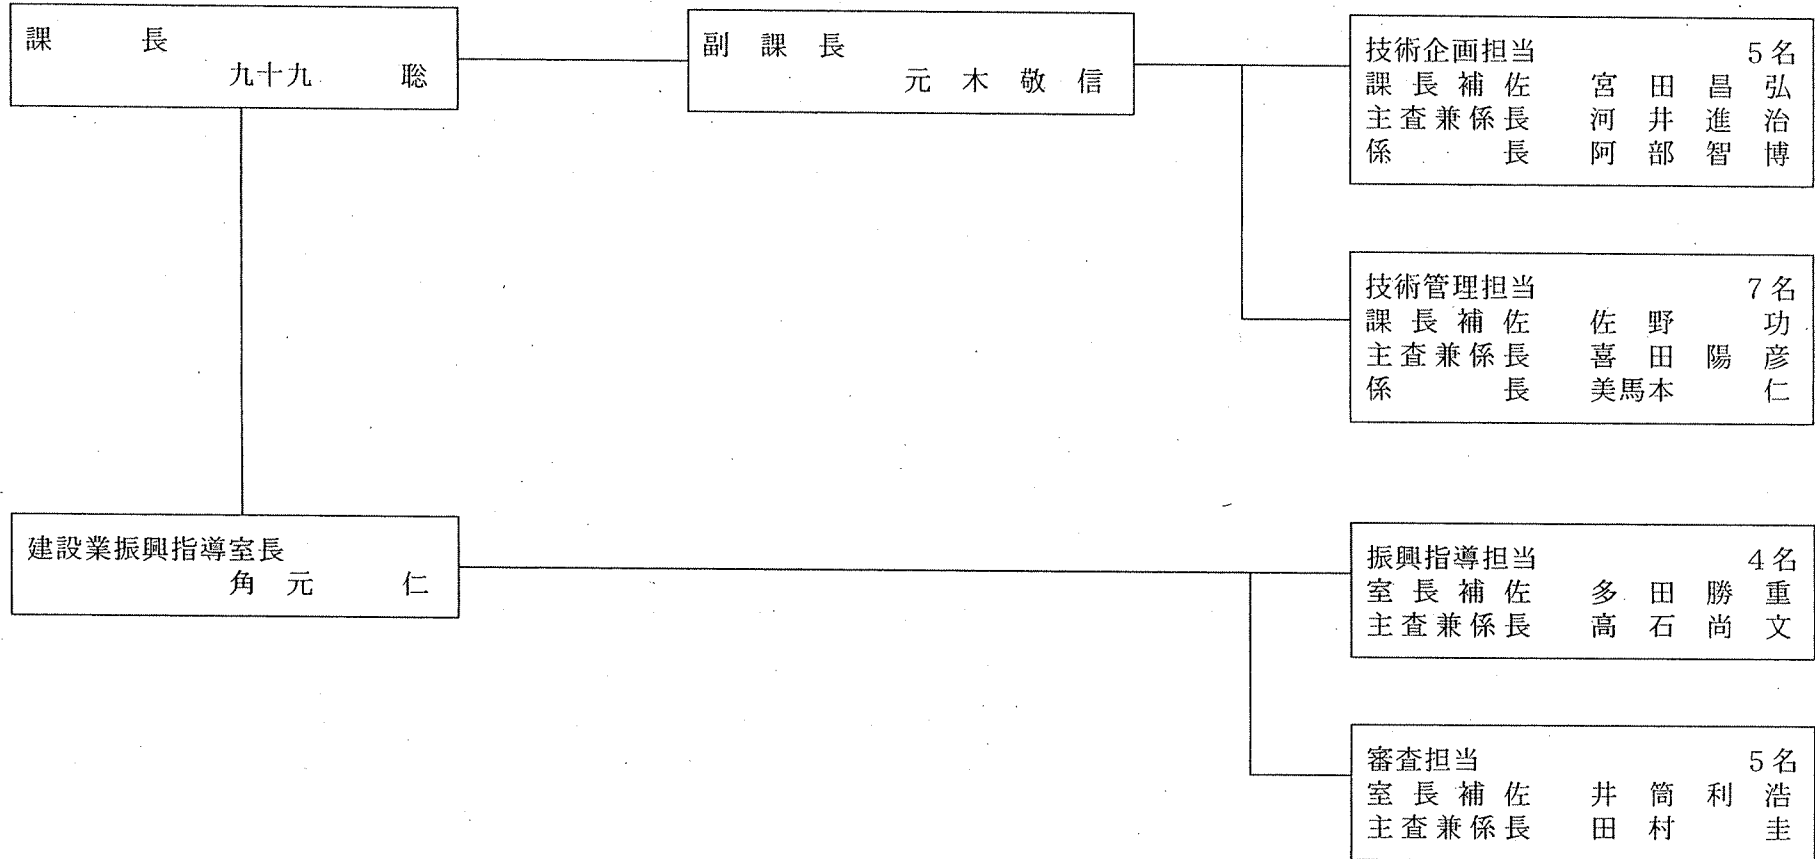 課長
九十九 聡
副課長
元木敬信
技術企画担当 5名
課長補佐 宮田昌弘
主査兼係長 河井進治
係長 阿部智博
技術管理担当 7名
課長補佐 佐野 功
主査兼係長 喜田陽彦
係長 美馬本 仁
建設業振興指導室長
角元 仁
振興指導担当 4名
室長補佐 多田勝重
主査兼係長 高石尚文
審査担当 5名
室長補佐 井筒利浩
主査兼係長 田村 圭